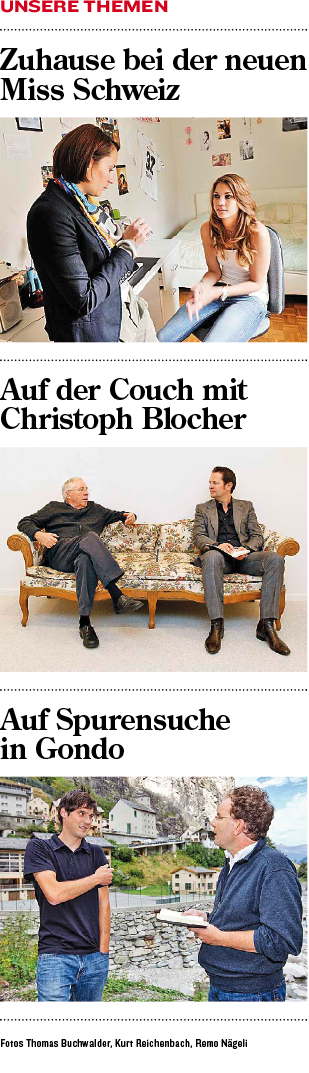 UNSERE THEMEN
Zuhause bei der neuen
Miss Schweiz
Auf der Couch mit
Christoph Blocher
Auf Spurensuche
in Gondo
Fotos Thomas Buchwalder, Kurt Reichenbach, Remo Nägeli